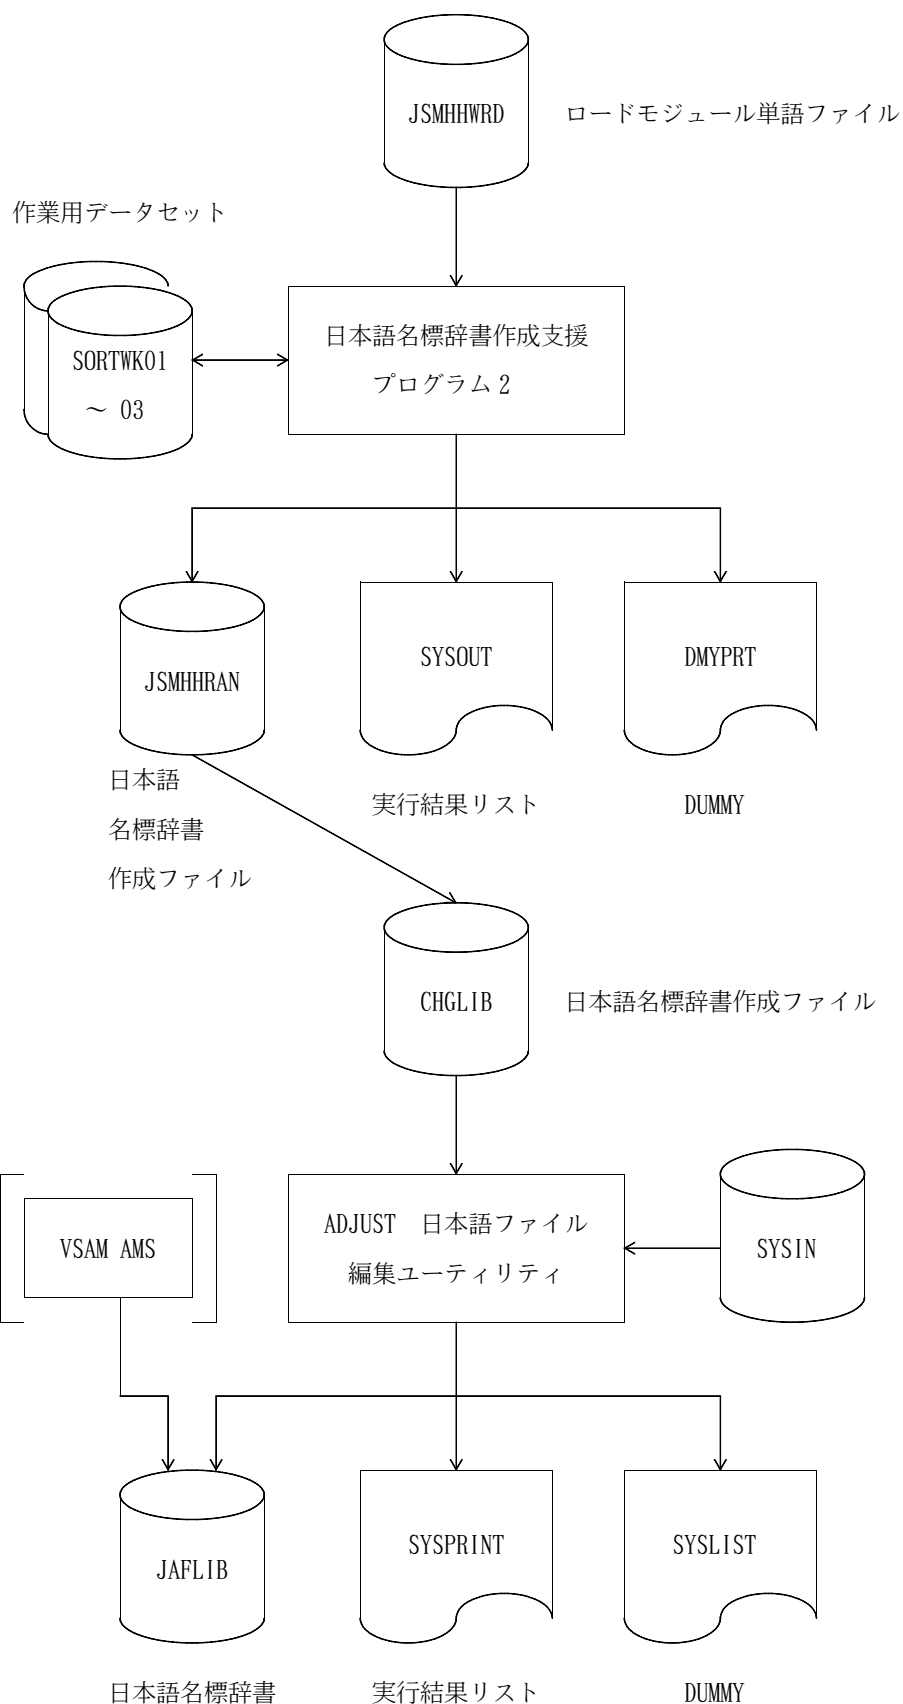 JSMHHWRD
ロードモジュール単語ファイル
作業用データセット
SORTWK01
～ 03
日本語名標辞書作成支援
プログラム2
JSMHHRAN
SYSOUT
DMYPRT
日本語
名標辞書
作成ファイル
実行結果リスト
DUMMY
CHGLIB
日本語名標辞書作成ファイル
VSAM AMS
ADJUST　日本語ファイル
編集ユーティリティ
SYSIN
JAFLIB
SYSPRINT
SYSLIST
日本語名標辞書
実行結果リスト
DUMMY